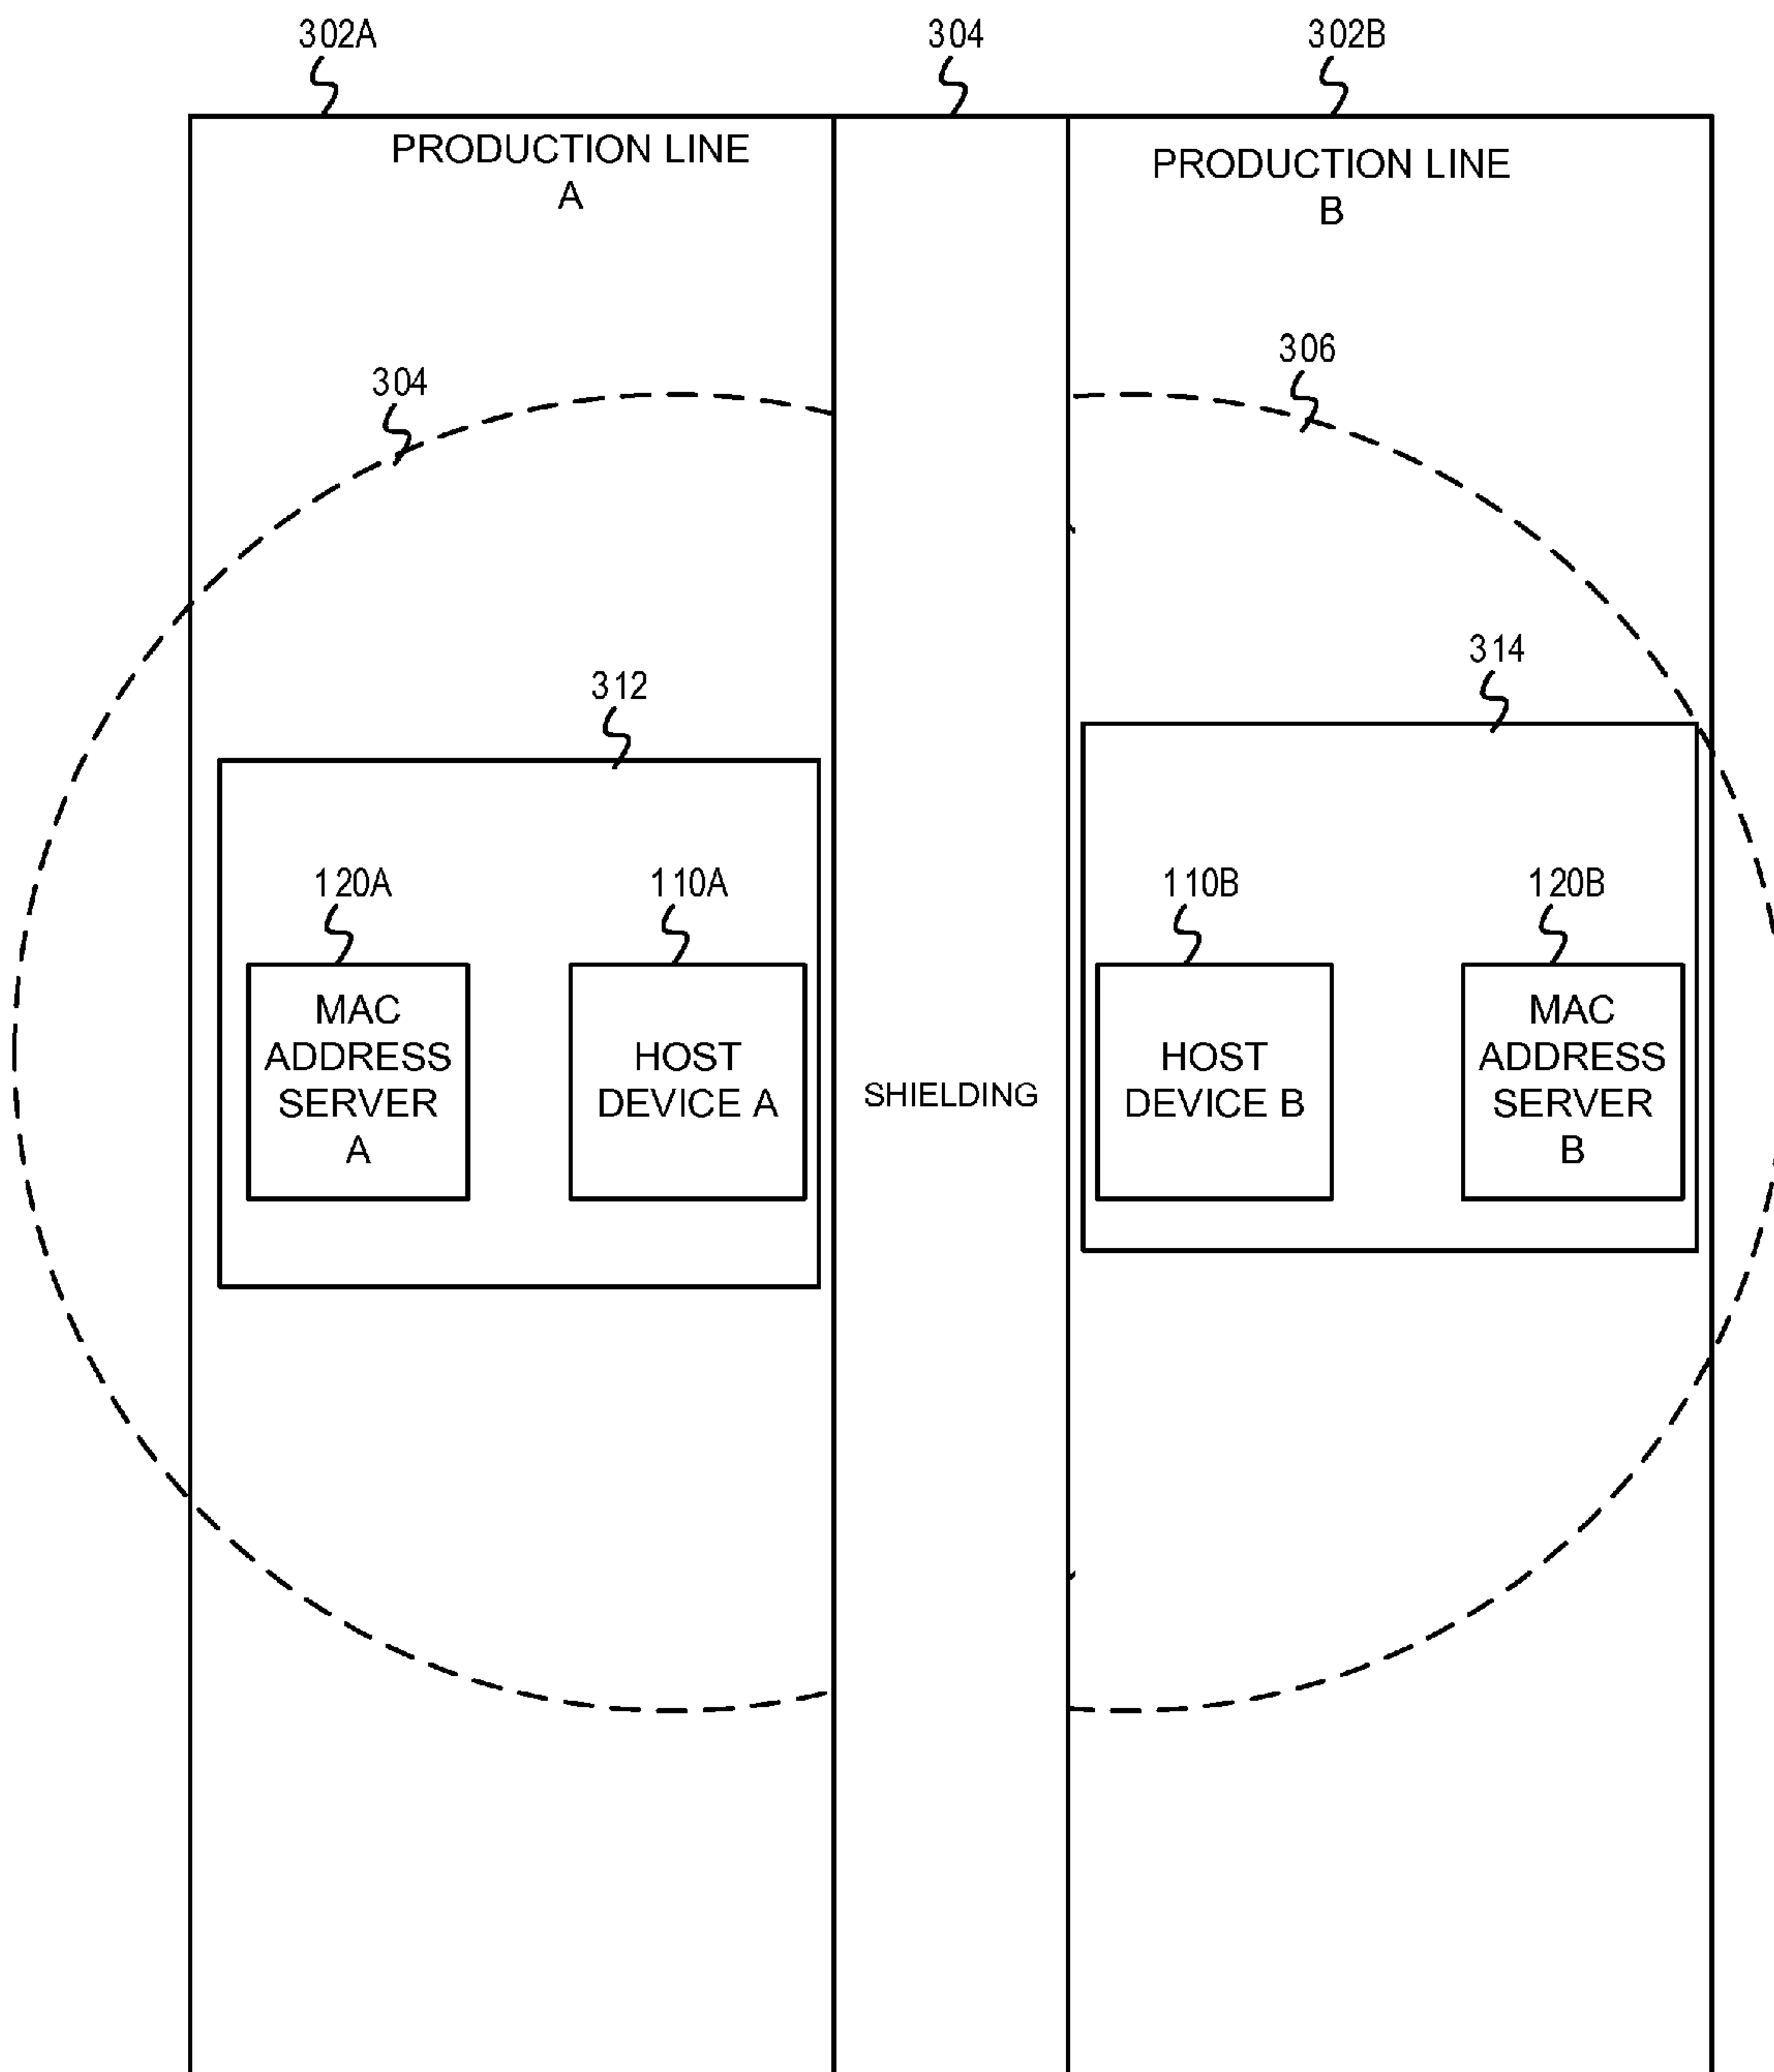 302A
304
302B
PRODUCTION LINE
A
PRODUCTION LINE
B
304
306
312
314
120A
110A
110B
120B
MAC
ADDRESS
SERVER
A
HOST
DEVICE A
SHIELDING
HOST
DEVICE B
MAC
ADDRESS
SERVER
B